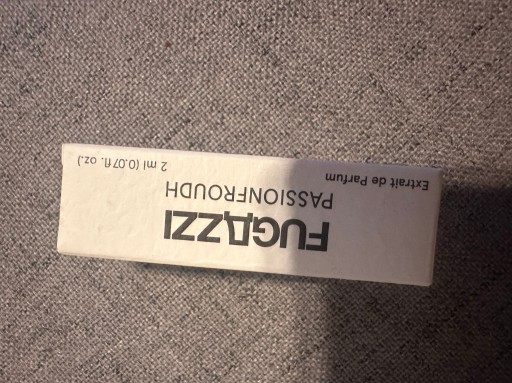 FUGAZZI
PASSIONFROUDH
Extrait de Parfum
2 ml (0.07fl. oz.)